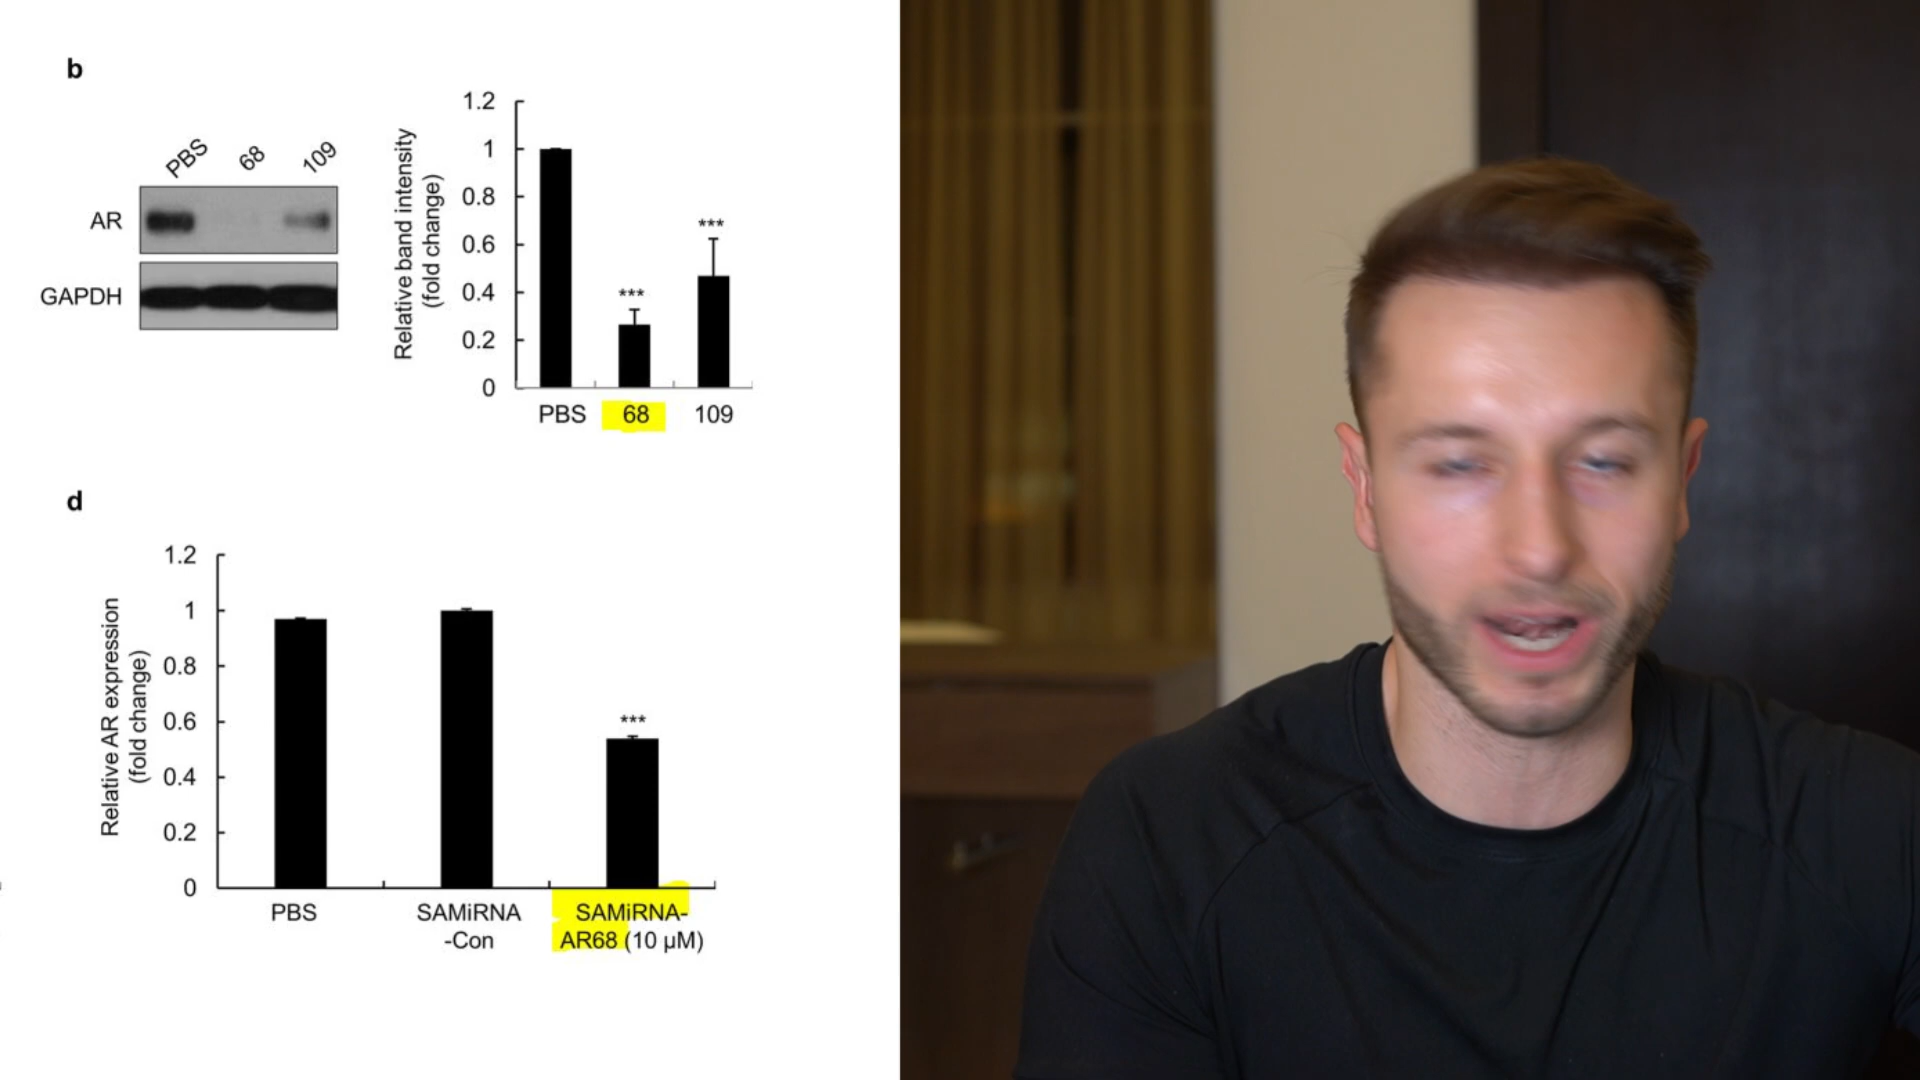 b
PBS 68 109
AR
GAPDH
Relative band intensity
(fold change)
1.2
1
0.8
0.6
0.4
0.2
0
***
***
PBS 68 109
d
Relative AR expression
(fold change)
1.2
1
0.8
0.6
0.4
0.2
0
***
PBS
SAMiRNA
-Con
SAMiRNA-
AR68 (10 µM)